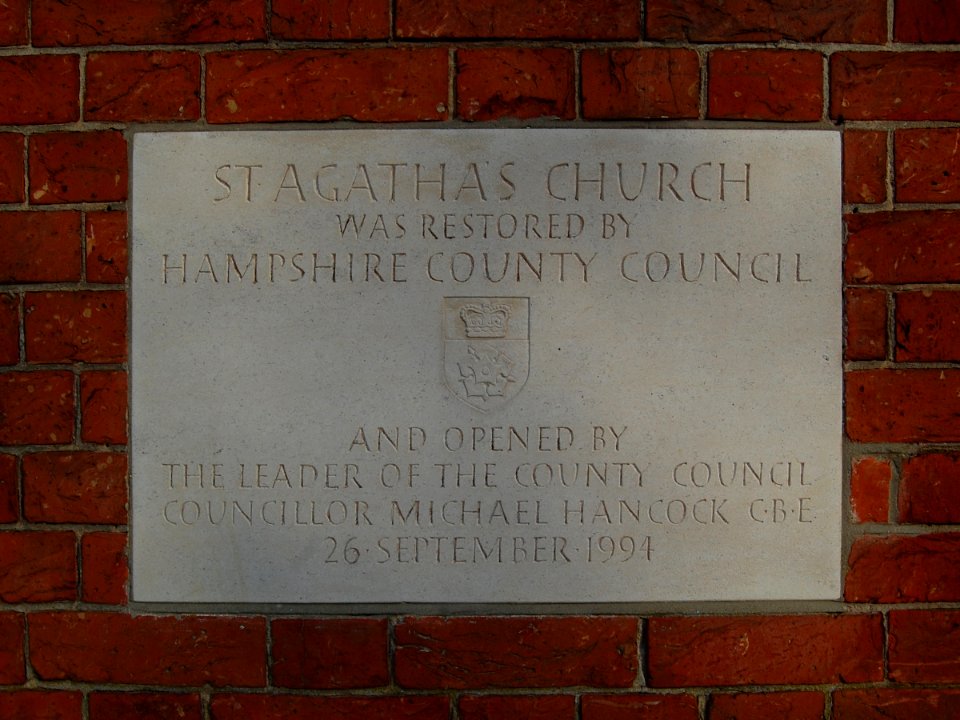 ST·AGATHA'S CHURCH
WAS RESTORED BY
HAMPSHIRE COUNTY COUNCIL
AND OPENED BY
THE LEADER OF THE COUNTY COUNCIL
COUNCILLOR MICHAEL HANCOCK C·B·E
26·SEPTEMBER·1994